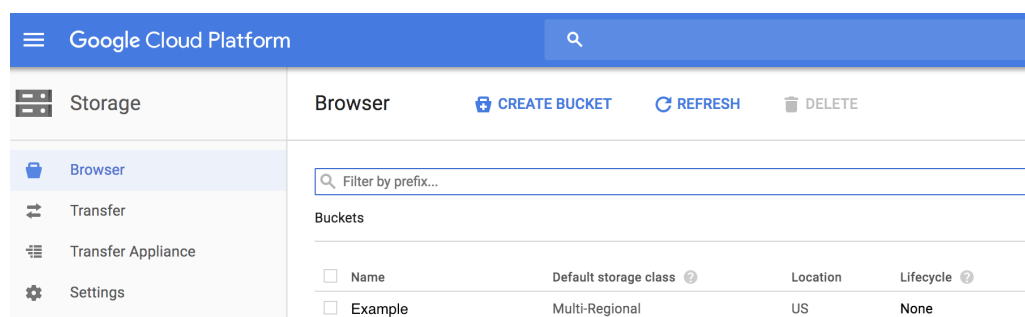 Google Cloud Platform
Storage
Browser CREATE BUCKET REFRESH DELETE
Browser
Transfer
Transfer Appliance
Settings
Filter by prefix...
Buckets
Name Default storage class ? Location Lifecycle ?
Example Multi-Regional US None